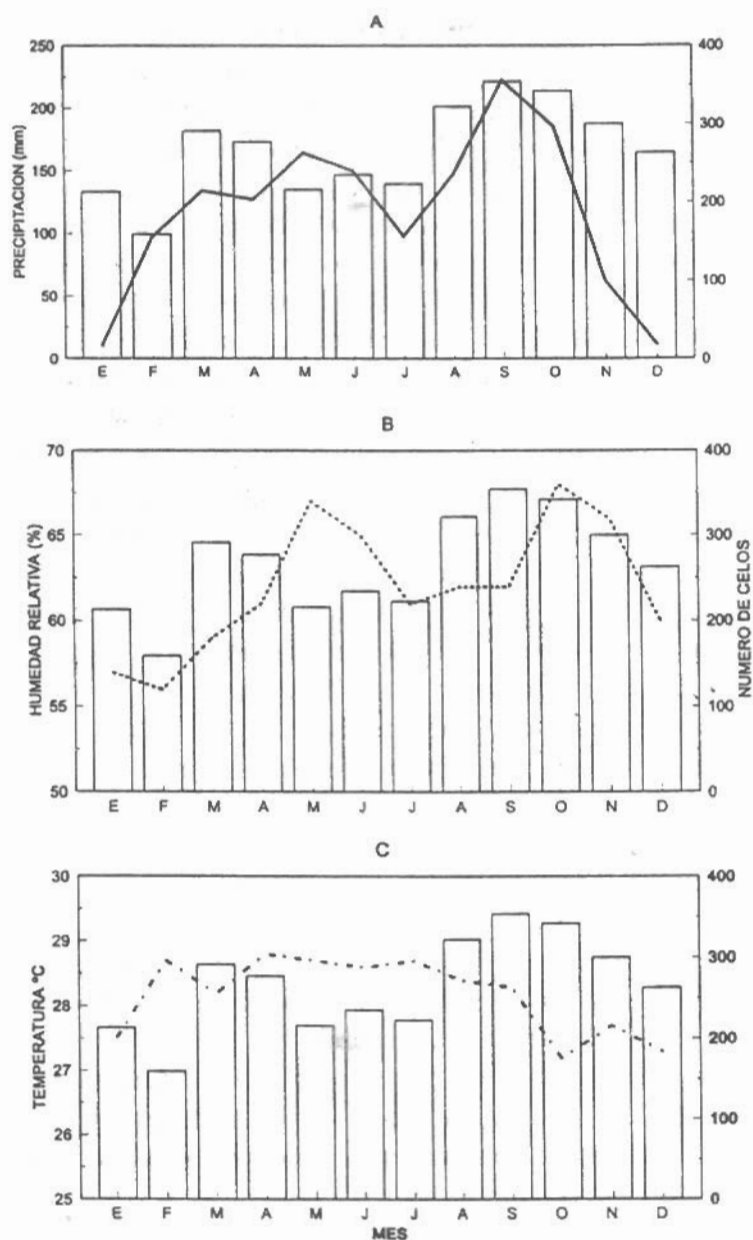 A
PRECIPITACION (mm)
250
200
150
100
50
0
400
300
200
100
0
E F M A M J J A S O N D
B
HUMEDAD RELATIVA (%)
70
65
60
55
50
400
300
200
100
0
NUMERO DE CELOS
E F M A M J J A S O N D
C
TEMPERATURA ºC
30
29
28
27
26
25
400
300
200
100
0
E F M A M J J A S O N D
MES